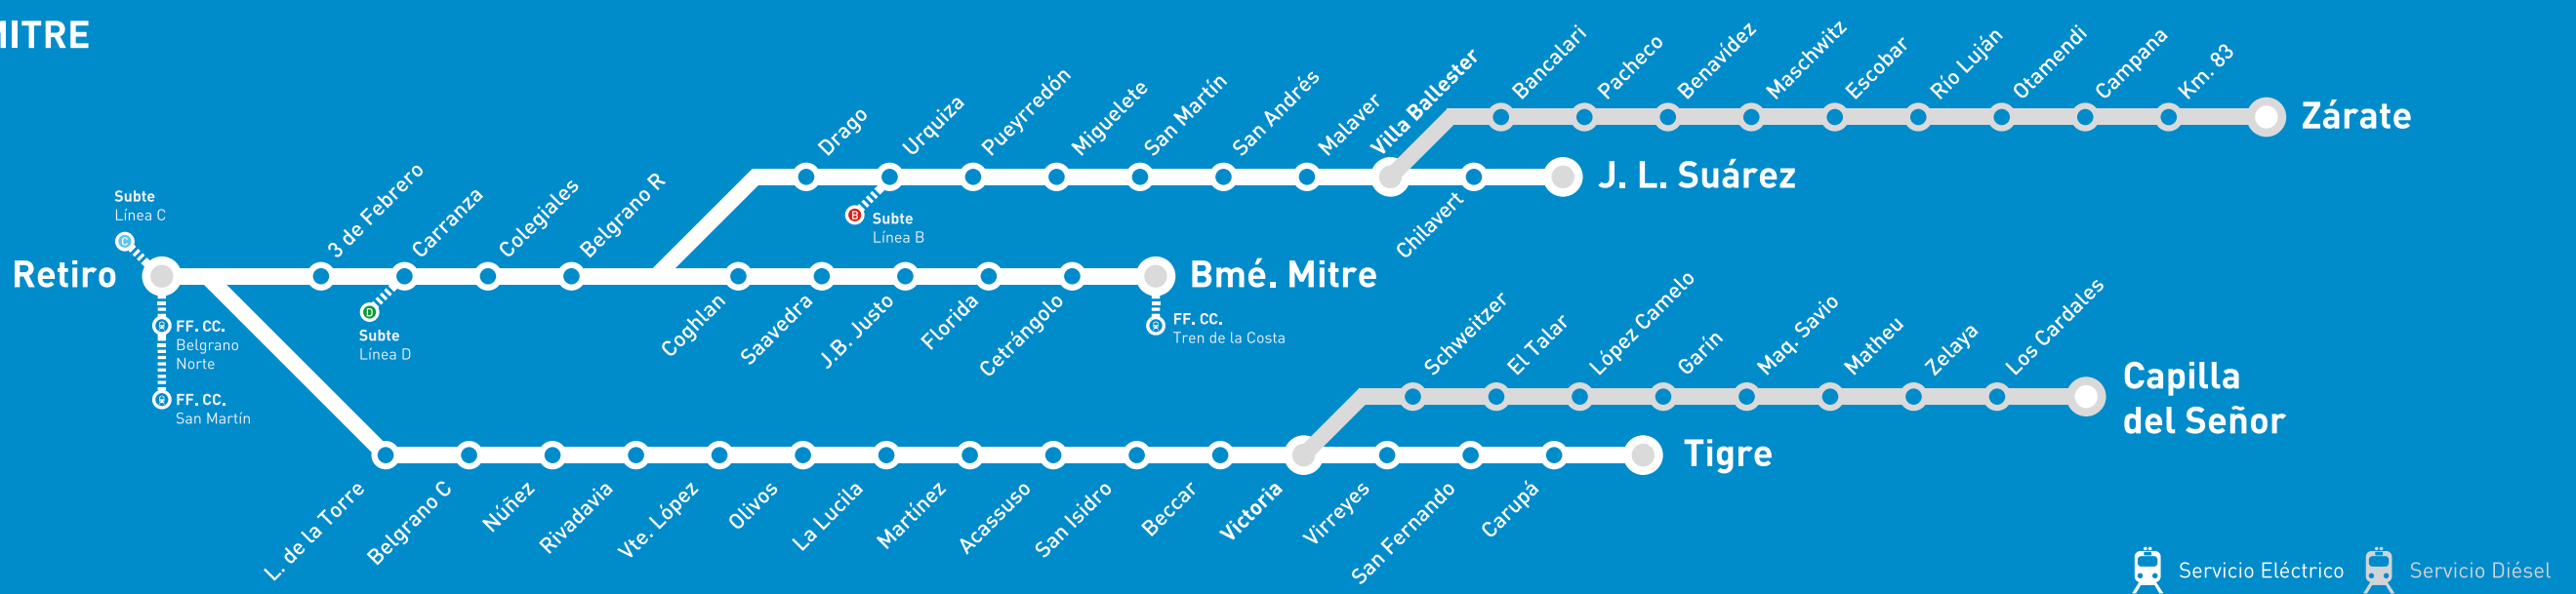 MITRE
Retiro
Subte
Línea C
FF. CC.
Belgrano
Norte
FF. CC.
San Martín
3 de Febrero
Carranza
Colegiales
Belgrano R
Subte
Línea D
Drago
Urquiza
Pueyrredón
Miguelete
San Martín
San Andrés
Malaver
Villa Ballester
Chilavert
J. L. Suárez
B
Subte
Línea B
C
D
Bancalari
Pacheco
Benavídez
Maschwitz
Escobar
Río Luján
Otamendi
Campana
Km. 83
Zárate
Coghlan
Saavedra
J.B. Justo
Florida
Cetrángolo
Bmé. Mitre
FF. CC.
Tren de la Costa
L. de la Torre
Belgrano C
Núñez
Rivadavia
Vte. López
Olivos
La Lucila
Martínez
Acassuso
San Isidro
Beccar
Victoria
Virreyes
San Fernando
Carupá
Tigre
Schweitzer
El Talar
López Camelo
Garín
Maq. Savio
Matheu
Zelaya
Los Cardales
Capilla
del Señor
Servicio Eléctrico
Servicio Diésel